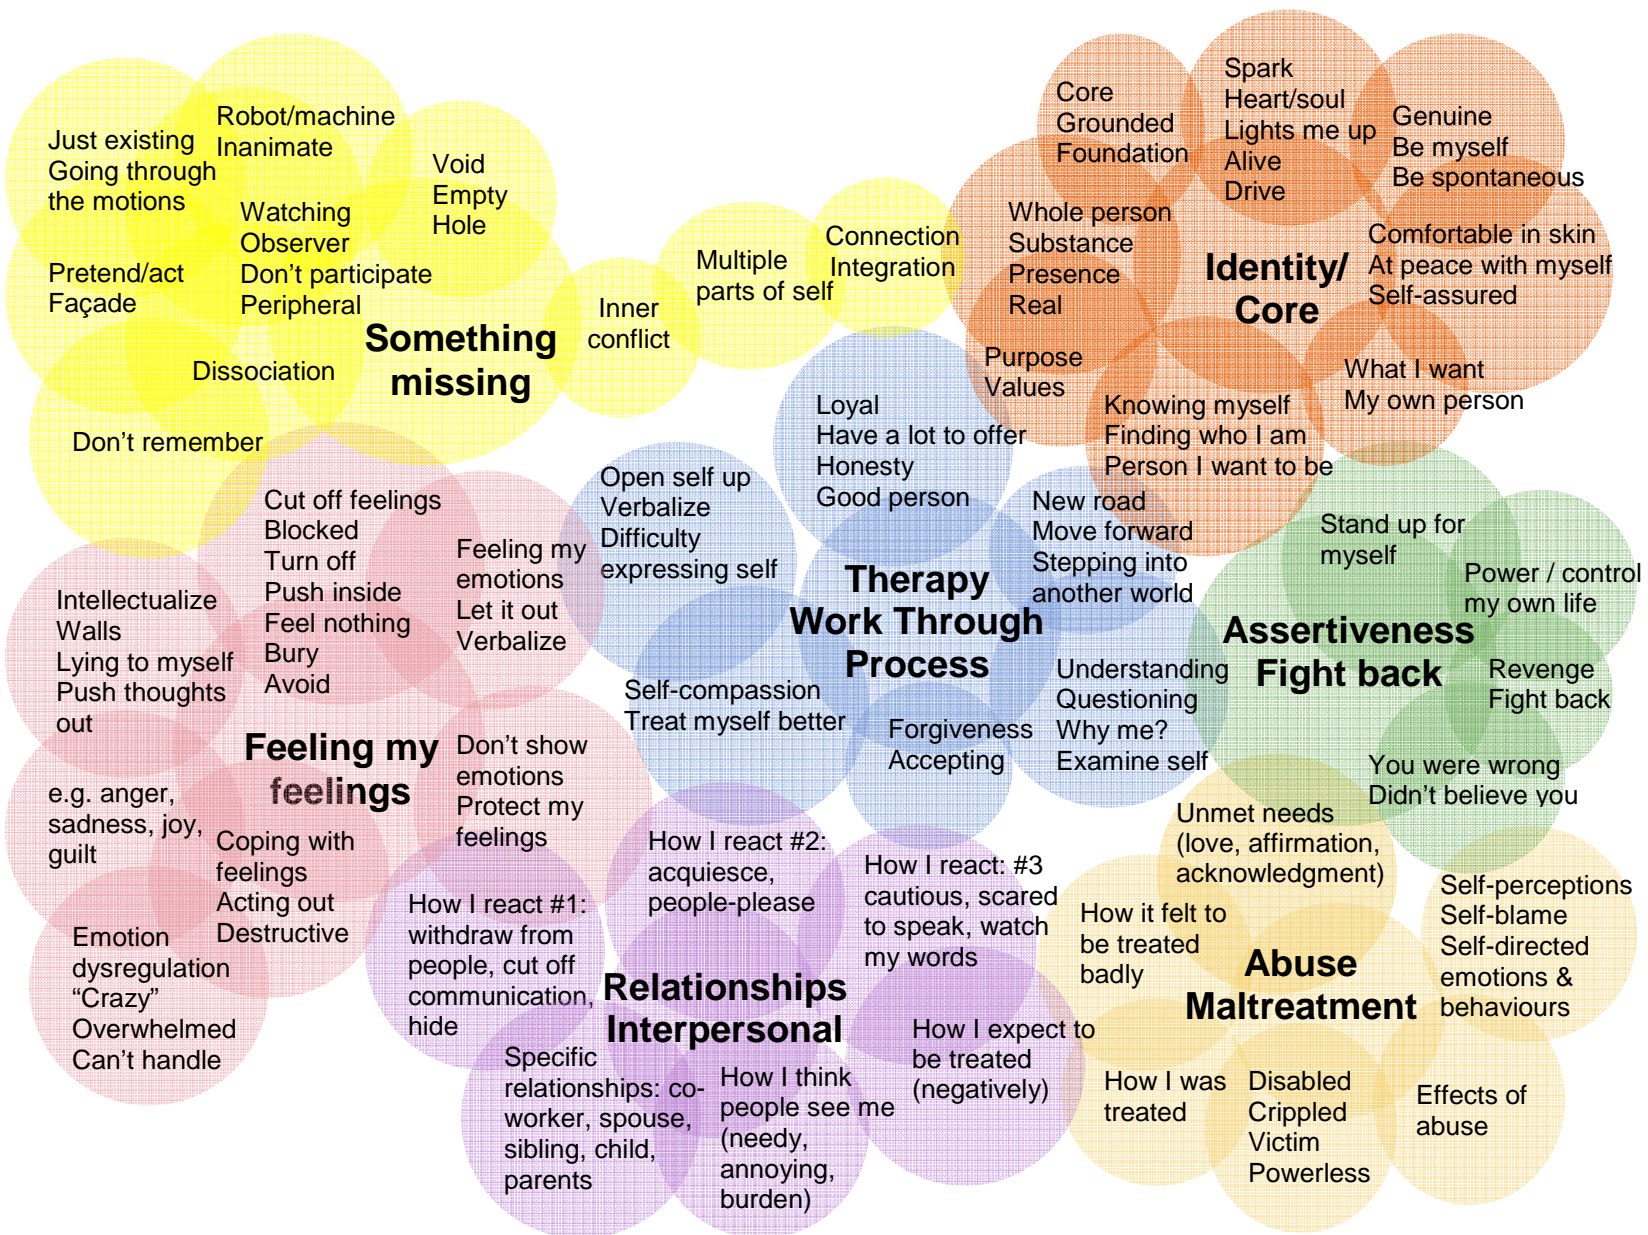 Just existing
Going through
the motions
Robot/machine
Inanimate
Void
Empty
Hole
Watching
Observer
Don’t participate
Peripheral
Pretend/act
Façade
Something
missing
Dissociation
Don’t remember
Inner
conflict
Multiple
parts of self
Connection
Integration
Core
Grounded
Foundation
Spark
Heart/soul
Lights me up
Alive
Drive
Genuine
Be myself
Be spontaneous
Whole person
Substance
Presence
Real
Identity/
Core
Comfortable in skin
At peace with myself
Self-assured
Purpose
Values
Knowing myself
Finding who I am
Person I want to be
What I want
My own person
Cut off feelings
Blocked
Turn off
Push inside
Feel nothing
Bury
Avoid
Feeling my
emotions
Let it out
Verbalize
Intellectualize
Walls
Lying to myself
Push thoughts
out
Feeling my
feelings
Don’t show
emotions
Protect my
feelings
e.g. anger,
sadness, joy,
guilt
Coping with
feelings
Acting out
Destructive
Emotion
dysregulation
“Crazy”
Overwhelmed
Can’t handle
Loyal
Have a lot to offer
Honesty
Good person
Open self up
Verbalize
Difficulty
expressing self
New road
Move forward
Stepping into
another world
Therapy
Work Through
Process
Self-compassion
Treat myself better
Forgiveness
Accepting
Understanding
Questioning
Why me?
Examine self
Stand up for
myself
Power / control
my own life
Assertiveness
Fight back
Revenge
Fight back
You were wrong
Didn’t believe you
How I react #1:
withdraw from
people, cut off
communication,
hide
How I react #2:
acquiesce,
people-please
How I react: #3
cautious, scared
to speak, watch
my words
Relationships
Interpersonal
Specific
relationships: co-
worker, spouse,
sibling, child,
parents
How I think
people see me
(needy,
annoying,
burden)
How I expect to
be treated
(negatively)
Unmet needs
(love, affirmation,
acknowledgment)
How it felt to
be treated
badly
Abuse
Maltreatment
Self-perceptions
Self-blame
Self-directed
emotions &
behaviours
How I was
treated
Disabled
Crippled
Victim
Powerless
Effects of
abuse